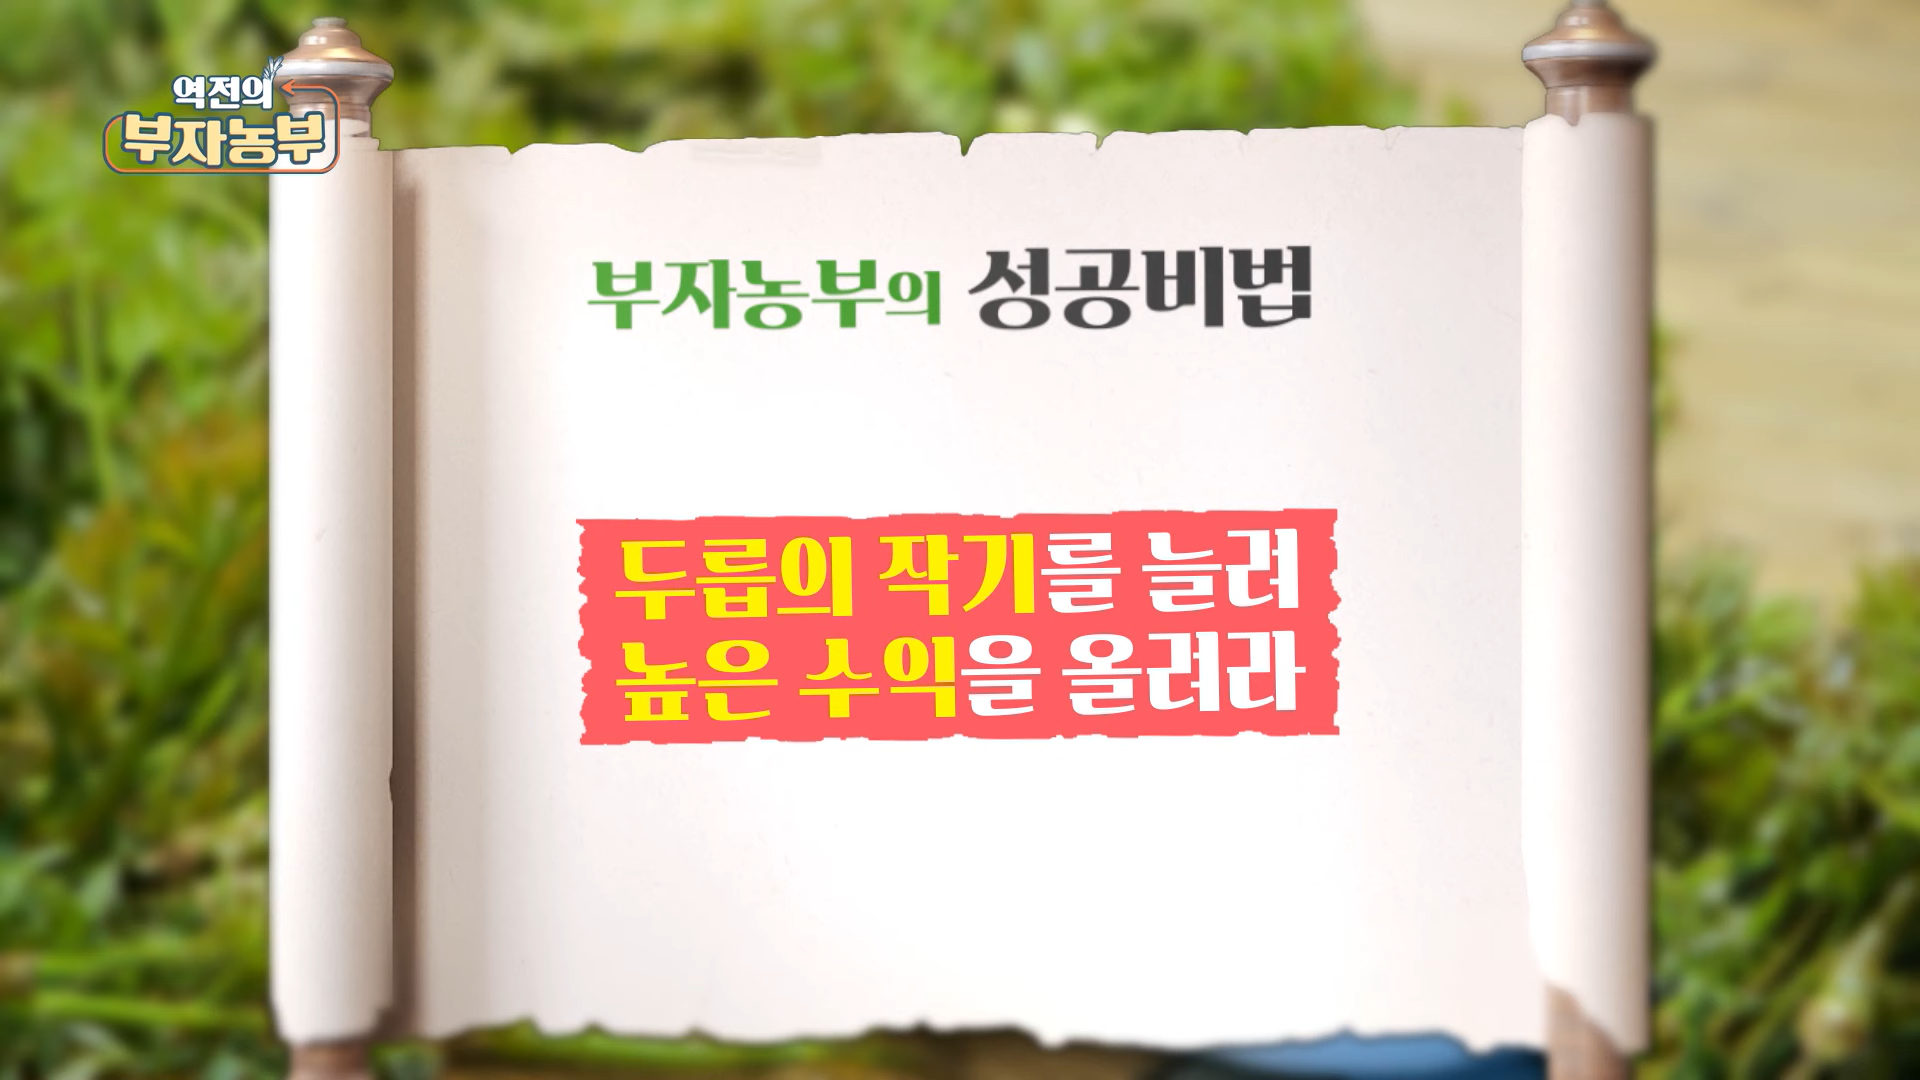 역전의
부자농부
부자농부의 성공비법
두릅의 작기를 늘려
높은 수익을 올려라